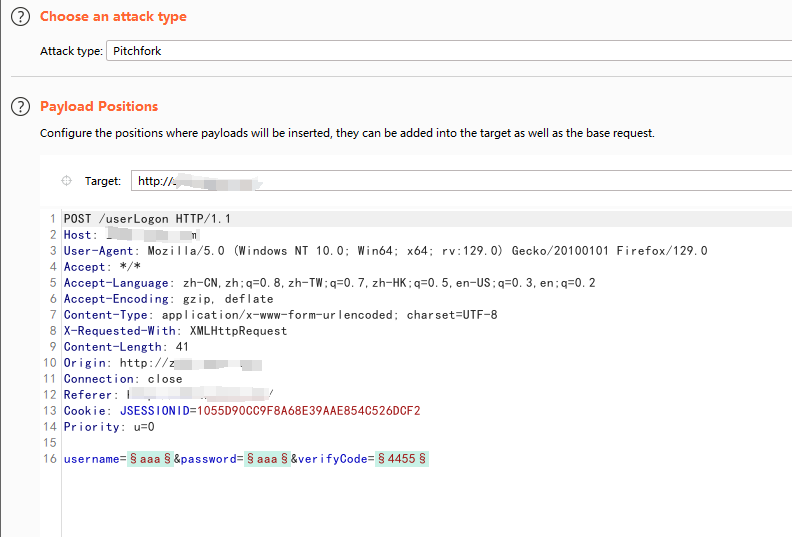 Choose an attack type
Attack type: Pitchfork
Payload Positions
Configure the positions where payloads will be inserted, they can be added into the target as well as the base request.
Target: http://
1 POST /userLogon HTTP/1.1
2 Host:
3 User-Agent: Mozilla/5.0 (Windows NT 10.0; Win64; x64; rv:129.0) Gecko/20100101 Firefox/129.0
4 Accept: */*
5 Accept-Language: zh-CN,zh;q=0.8,zh-TW;q=0.7,zh-HK;q=0.5,en-US;q=0.3,en;q=0.2
6 Accept-Encoding: gzip, deflate
7 Content-Type: application/x-www-form-urlencoded; charset=UTF-8
8 X-Requested-With: XMLHttpRequest
9 Content-Length: 41
10 Origin: http://z
11 Connection: close
12 Referer:
13 Cookie: JSESSIONID=1055D90CC9F8A68E39AAE854C526DCF2
14 Priority: u=0
15
16 username=§aaa§&password=§aaa§&verifyCode=§4455§